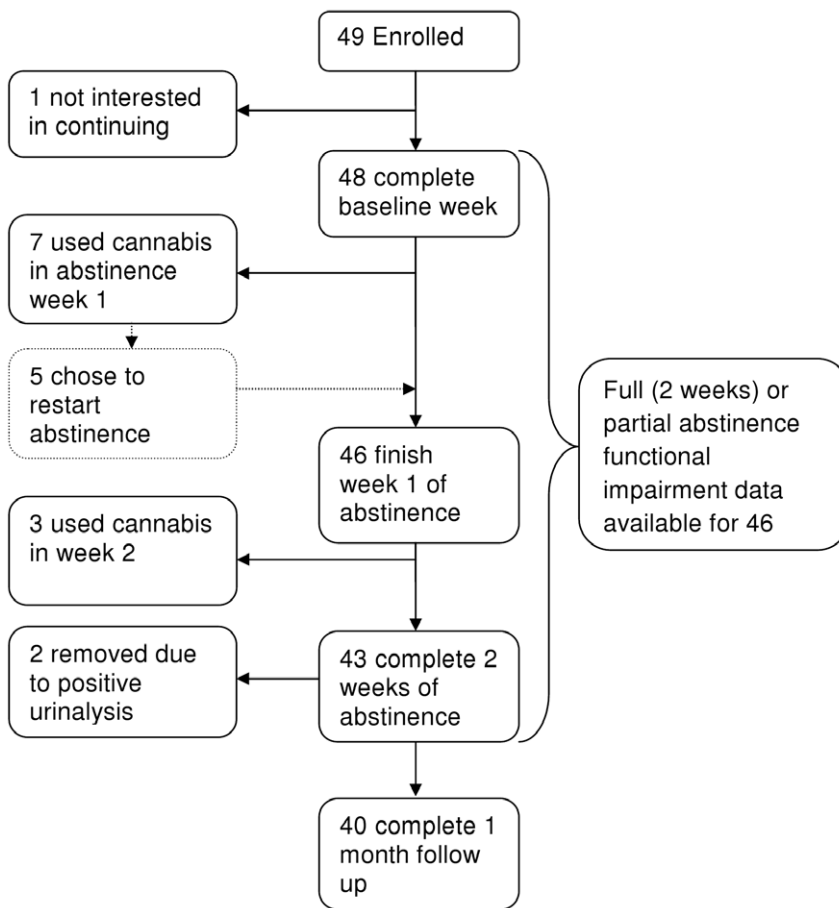 49 Enrolled
1 not interested
in continuing
48 complete
baseline week
7 used cannabis
in abstinence
week 1
5 chose to
restart
abstinence
46 finish
week 1 of
abstinence
3 used cannabis
in week 2
2 removed due
to positive
urinalysis
43 complete 2
weeks of
abstinence
40 complete 1
month follow
up
Full (2 weeks) or
partial abstinence
functional
impairment data
available for 46